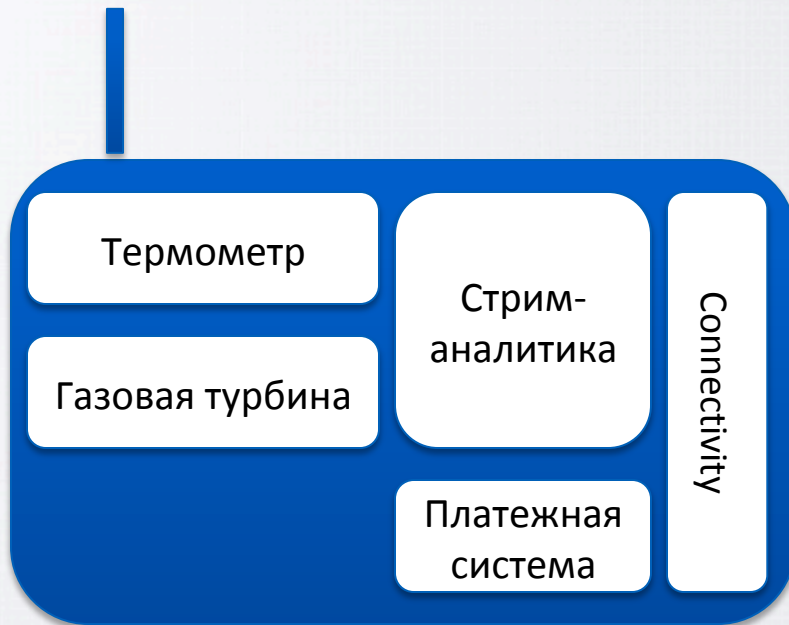 Термометр
Газовая турбина
Стрим-
аналитика
Платежная
система
Connectivity